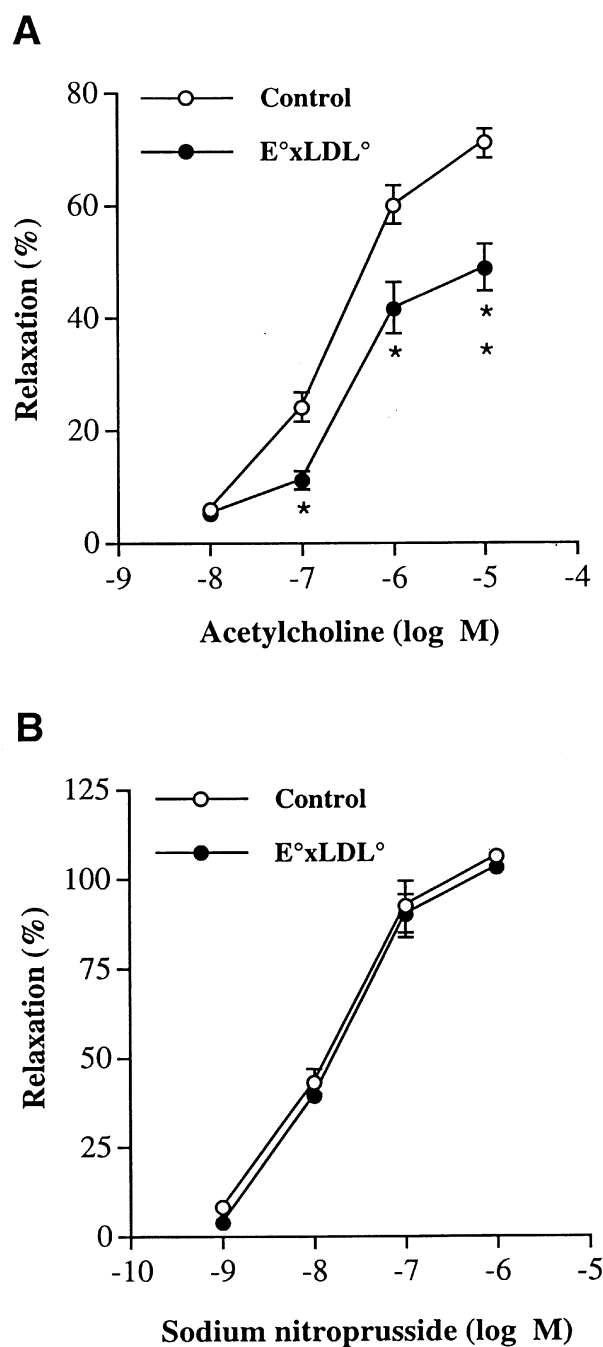 A
80
60
40
20
0
Relaxation (%)
Control
E°xLDL°
*
*
*
*
-9 -8 -7 -6 -5 -4
Acetylcholine (log M)
B
125
100
75
50
25
0
Relaxation (%)
Control
E°xLDL°
-10 -9 -8 -7 -6 -5
Sodium nitroprusside (log M)